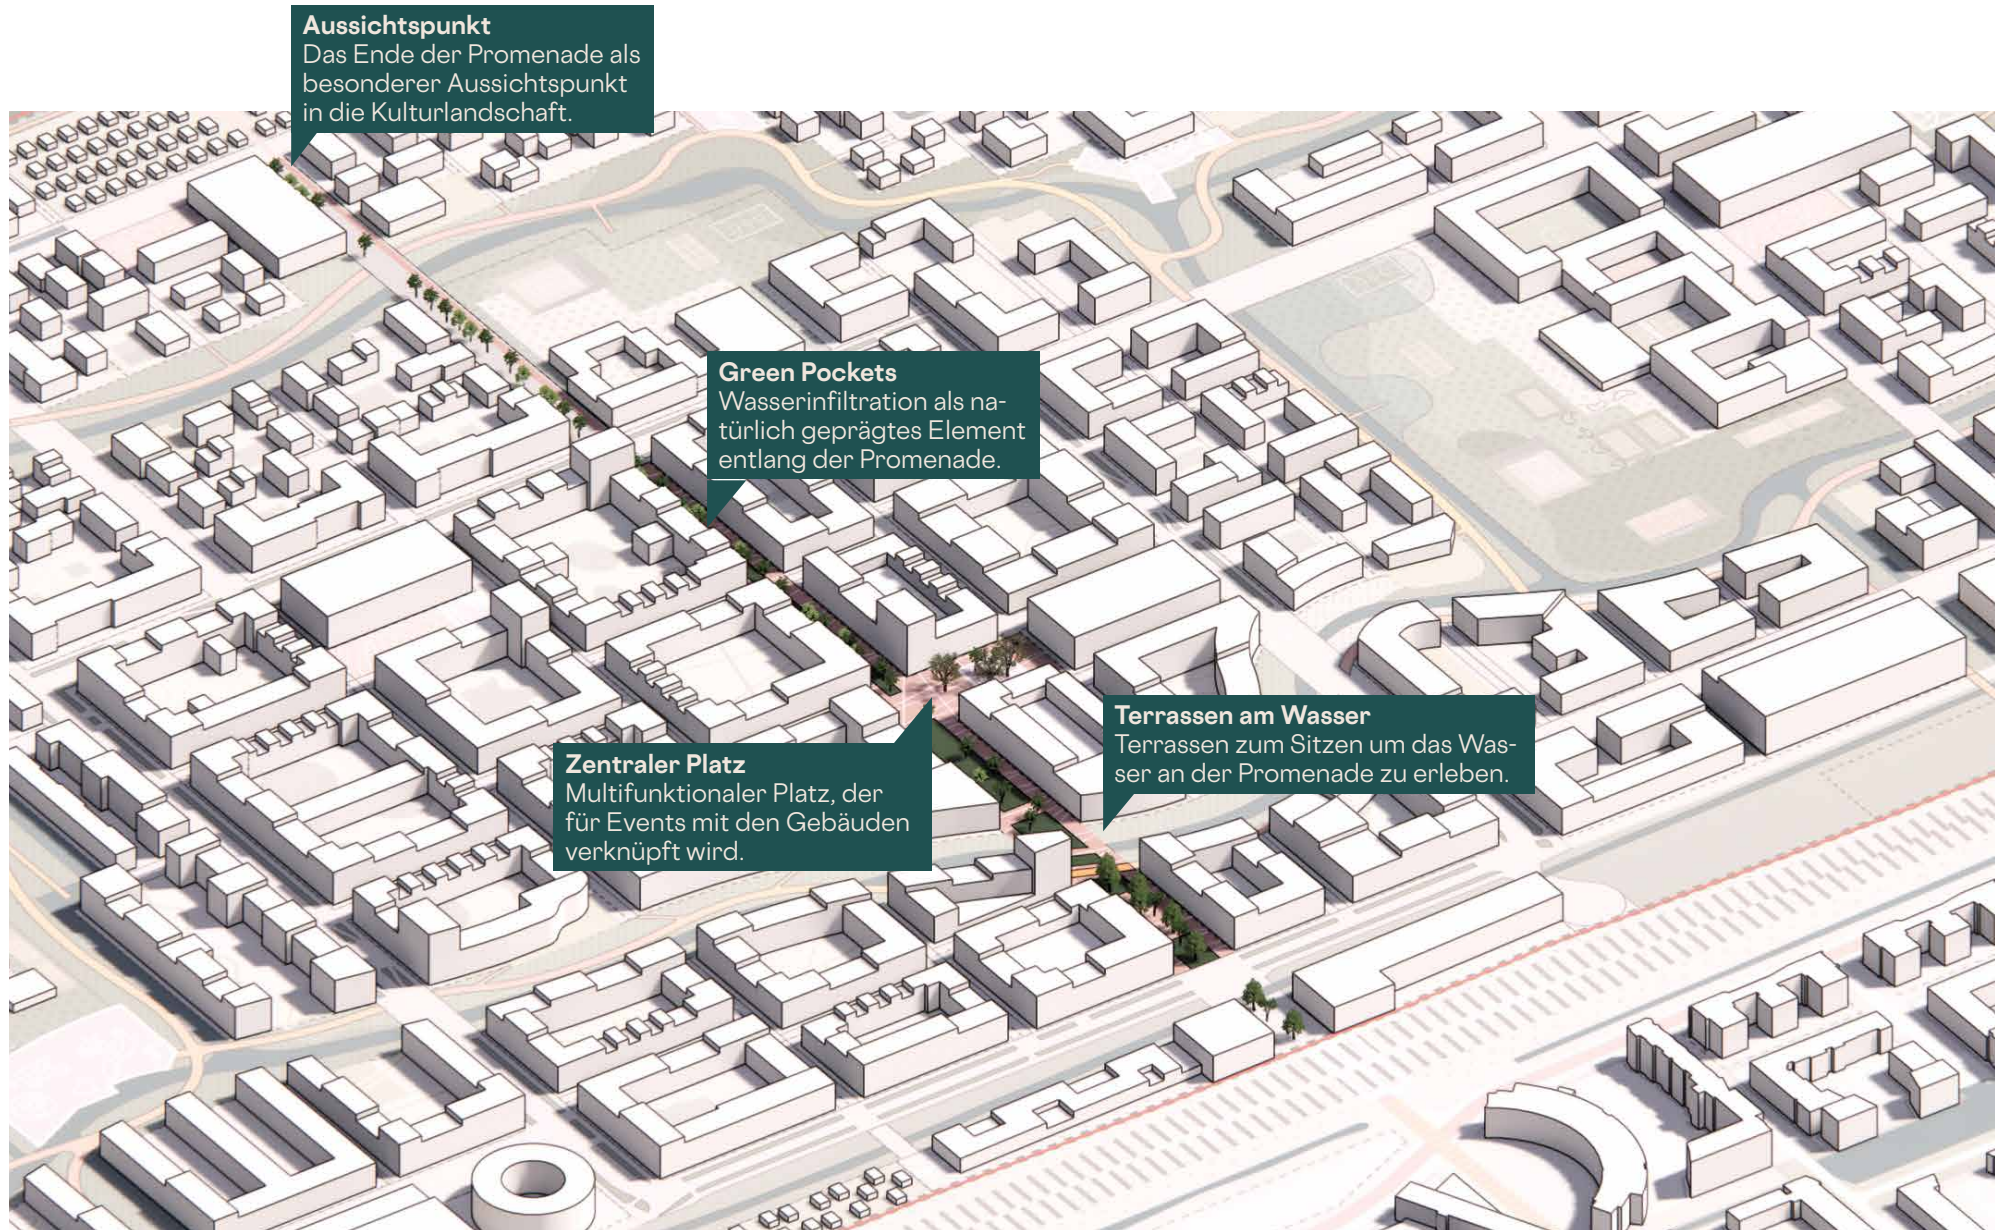 Aussichtspunkt
Das Ende der Promenade als
besonderer Aussichtspunkt
in die Kulturlandschaft.
Green Pockets
Wasserinfiltration als na-
türlich geprägtes Element
entlang der Promenade.
Terrassen am Wasser
Terrassen zum Sitzen um das Was-
ser an der Promenade zu erleben.
Zentraler Platz
Multifunktionaler Platz, der
für Events mit den Gebäuden
verknüpft wird.